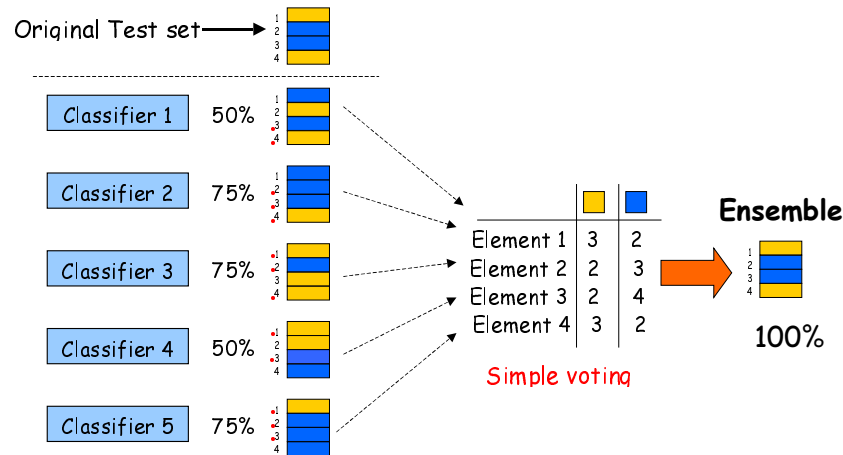 Original Test set
1
2
3
4
Classifier 1 50%
1
2
3
4
Classifier 2 75%
1
2
3
4
Classifier 3 75%
1
2
3
4
Classifier 4 50%
1
2
3
4
Classifier 5 75%
1
2
3
4
Element 1 3 2
Element 2 2 3
Element 3 2 4
Element 4 3 2
Simple voting
Ensemble
1
2
3
4
100%